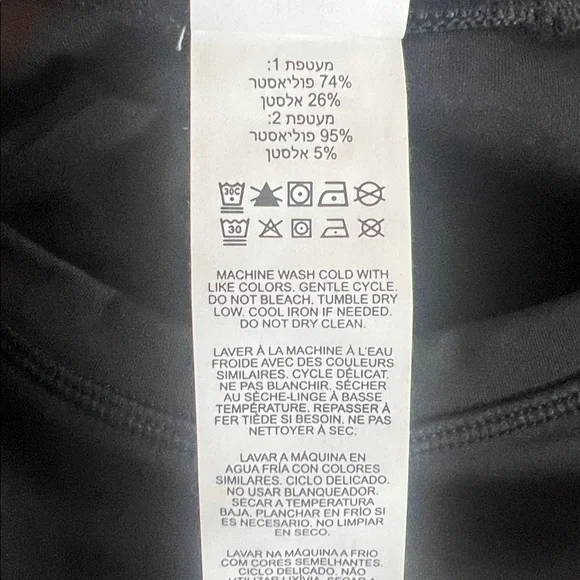 מעטפת 1:
74% פוליאסטר
26% אלסטן
מעטפת 2:
95% פוליאסטר
5% אלסטן
30C
30
MACHINE WASH COLD WITH
LIKE COLORS. GENTLE CYCLE.
DO NOT BLEACH. TUMBLE DRY
LOW. COOL IRON IF NEEDED.
DO NOT DRY CLEAN.
LAVER À LA MACHINE À L'EAU
FROIDE AVEC DES COULEURS
SIMILAIRES. CYCLE DÉLICAT.
NE PAS BLANCHIR. SÉCHER
AU SÈCHE-LINGE À BASSE
TEMPÉRATURE. REPASSER À
FER TIÈDE SI BESOIN. NE PAS
NETTOYER À SEC.
LAVAR A MÁQUINA EN
AGUA FRÍA CON COLORES
SIMILARES. CICLO DELICADO.
NO USAR BLANQUEADOR.
SECAR A TEMPERATURA
BAJA. PLANCHAR EN FRÍO SI
ES NECESARIO. NO LIMPIAR
EN SECO.
LAVAR NA MÁQUINA A FRIO
COM CORES SEMELHANTES.
CICLO DELICADO. NÃO